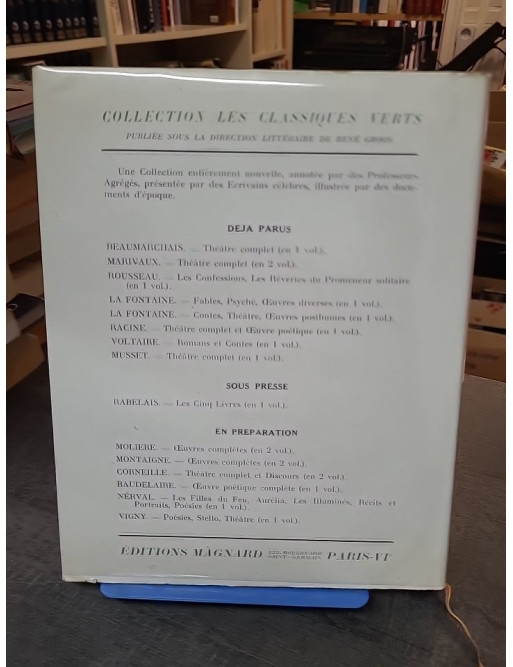 COLLECTION LES CLASSIQUES VERTS
PUBLIÉE SOUS LA DIRECTION LITTÉRAIRE DE RENÉ GROOS
Une Collection entièrement nouvelle, annotée par des Professeurs
Agrégés, présentée par des Ecrivains célèbres, illustrée par des docu-
ments d'époque.
DEJA PARUS
BEAUMARCHAIS. — Théâtre complet (en 1 vol.).
MARIVAUX. — Théâtre complet (en 2 vol.).
ROUSSEAU. — Les Confessions, Les Rêveries du Promeneur solitaire
(en 1 vol.).
LA FONTAINE. — Fables, Psyché, Œuvres diverses (en 1 vol.).
LA FONTAINE. — Contes, Théâtre, Œuvres posthumes (en 1 vol.).
RACINE. — Théâtre complet et Œuvre poétique (en 1 vol.).
VOLTAIRE. — Romans et Contes (en 1 vol.).
MUSSET. — Théâtre complet (en 1 vol.).
SOUS PRESSE
RABELAIS. — Les Cinq Livres (en 1 vol.).
EN PREPARATION
MOLIERE. — Œuvres complètes (en 2 vol.).
MONTAIGNE. — Œuvres complètes (en 2 vol.).
CORNEILLE. — Théâtre complet et Discours (en 2 vol.).
BAUDELAIRE. — Œuvre poétique complète (en 1 vol.).
NÉRVAL. — Les Filles du Feu, Aurélia, Les Illuminés, Récits et
Portraits, Poésies (en 1 vol.).
VIGNY. — Poésies, Stello, Théâtre (en 1 vol.).
ÉDITIONS MAGNARD BOULEVARD SAINT-GERMAIN PARIS-VI